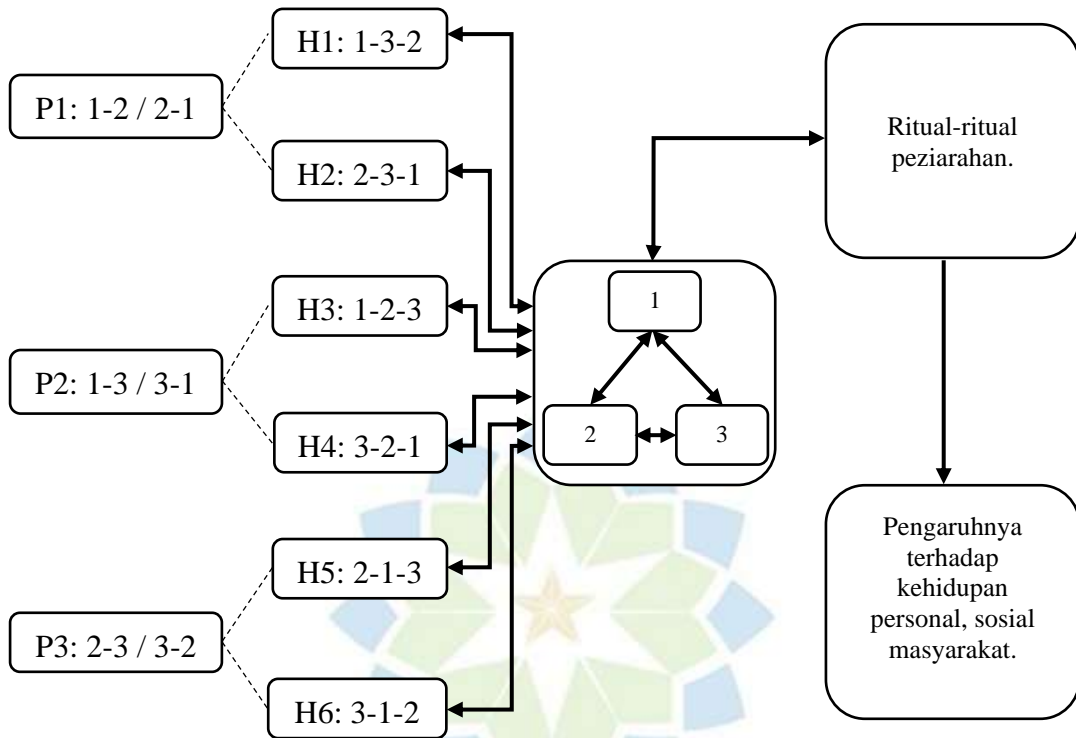 P1: 1-2 / 2-1
H1: 1-3-2
H2: 2-3-1
P2: 1-3 / 3-1
H3: 1-2-3
H4: 3-2-1
P3: 2-3 / 3-2
H5: 2-1-3
H6: 3-1-2
1
2
3
Ritual-ritual
peziarahan.
Pengaruhnya
terhadap
kehidupan
personal, sosial
masyarakat.